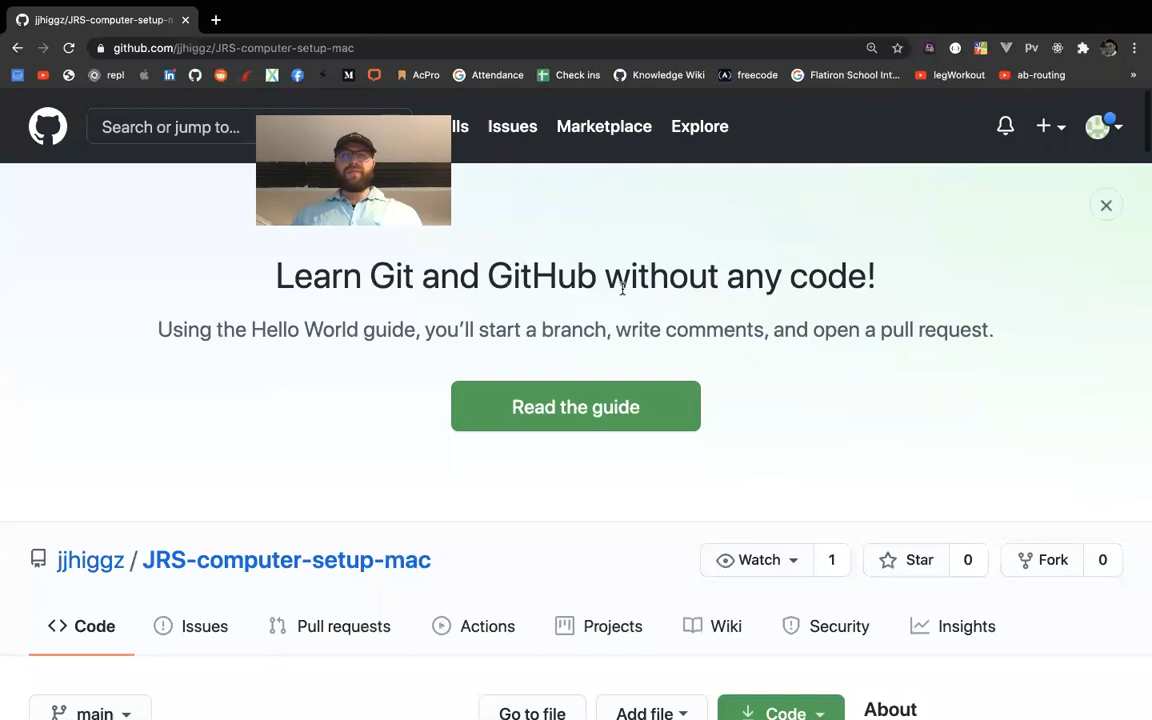 jjhiggz/JRS-computer-setup-n
github.com/jjhiggz/JRS-computer-setup-mac
repl
AcPro
Attendance
Check ins
Knowledge Wiki
freecode
Flatiron School Int...
legWorkout
ab-routing
»
Search or jump to...
lls
Issues
Marketplace
Explore
Learn Git and GitHub without any code!
Using the Hello World guide, you'll start a branch, write comments, and open a pull request.
Read the guide
jjhiggz / JRS-computer-setup-mac
Watch 1
Star 0
Fork 0
Code
Issues
Pull requests
Actions
Projects
Wiki
Security
Insights
main
Go to file
Add file
Code
About